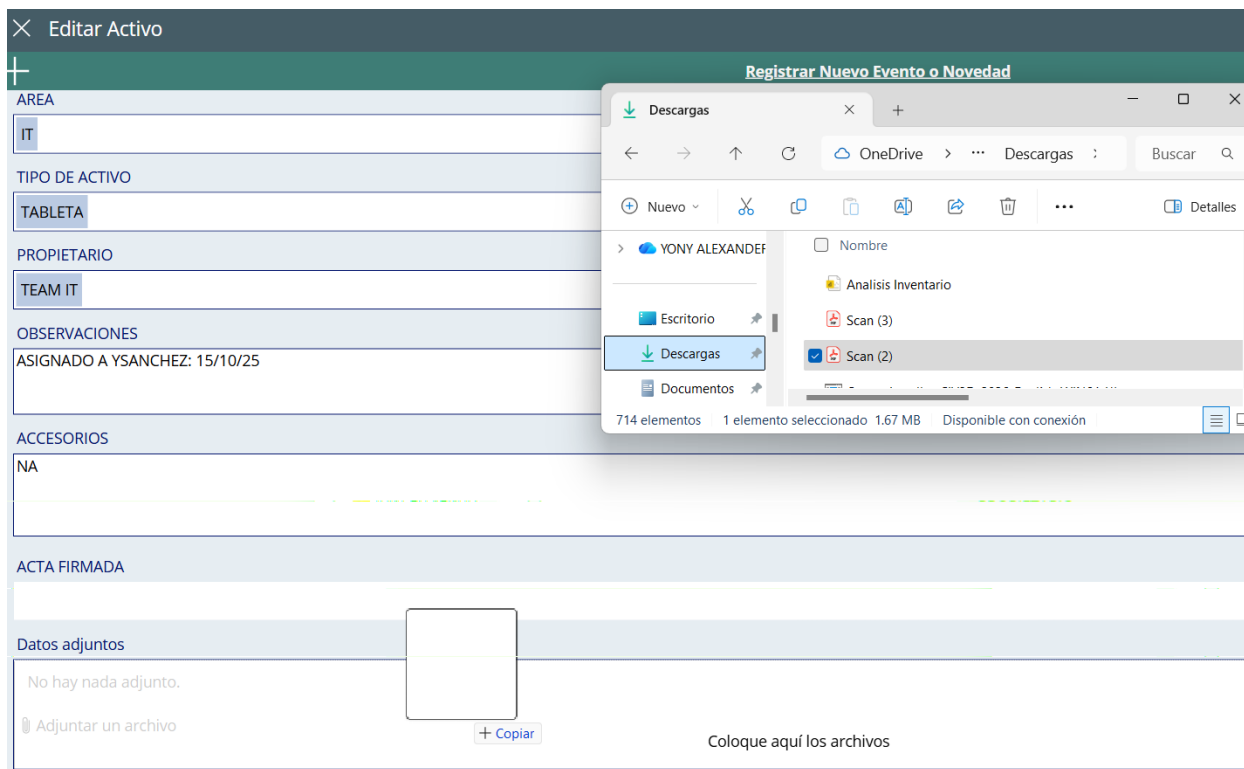 Editar Activo
Registrar Nuevo Evento o Novedad
AREA
IT
TIPO DE ACTIVO
TABLETA
PROPIETARIO
TEAM IT
OBSERVACIONES
ASIGNADO A YSANCHEZ: 15/10/25
ACCESORIOS
NA
ACTA FIRMADA
Datos adjuntos
No hay nada adjunto.
Adjuntar un archivo
Copiar
Coloque aquí los archivos
Descargas
OneDrive > ... Descargas
Buscar
Nuevo
Detalles
YONY ALEXANDER
Escritorio
Descargas
Documentos
Nombre
Analisis Inventario
Scan (3)
Scan (2)
714 elementos 1 elemento seleccionado 1.67 MB Disponible con conexión